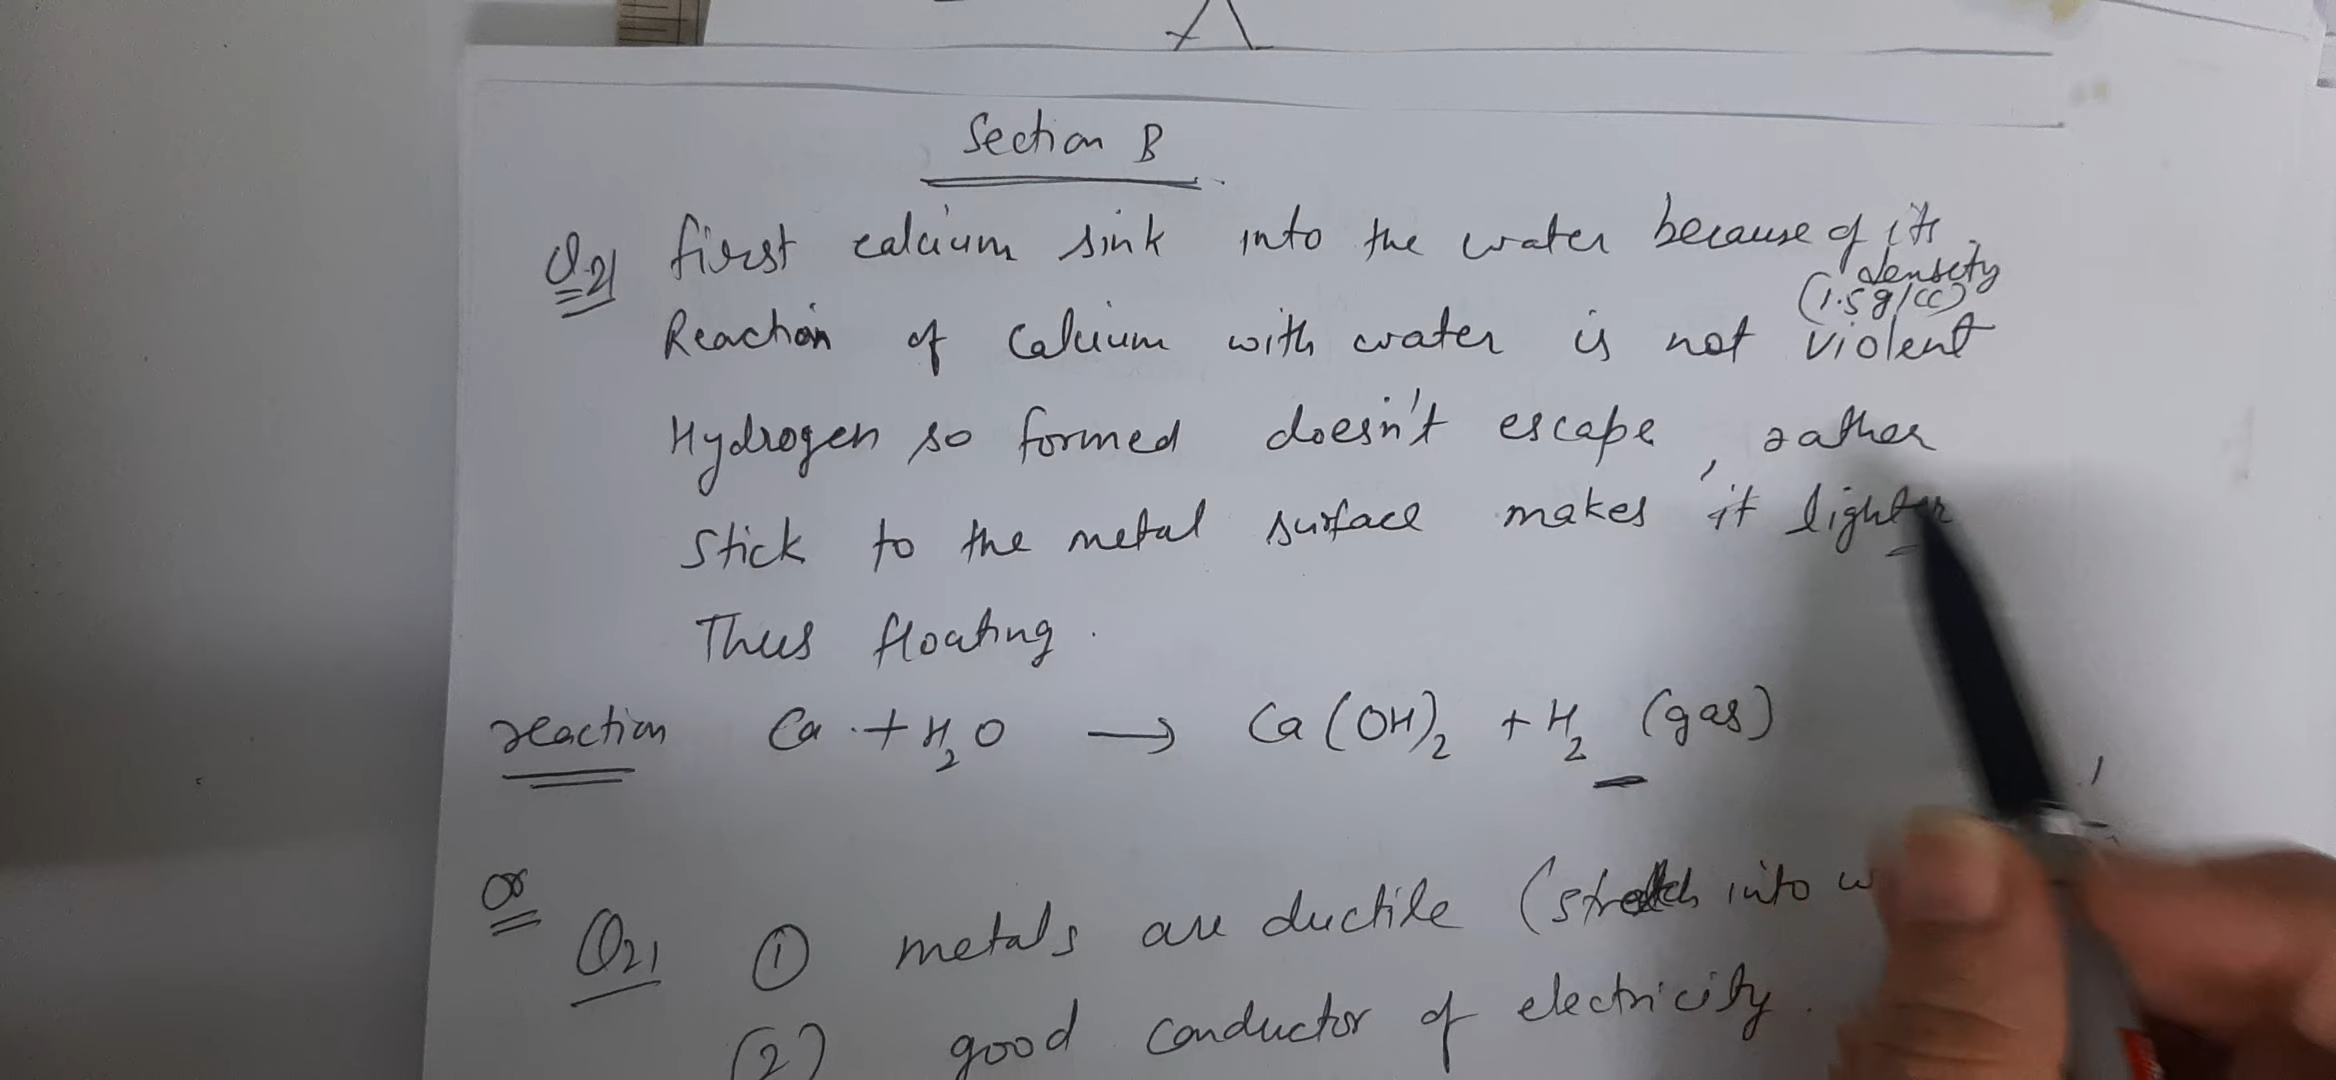 Section B
Q21 first calcium sink into the water because of its density
(1.5g/cc)
Reaction of Calcium with water is not violent
Hydrogen so formed doesn't escape, rather
Stick to the metal surface makes it lighter
Thus floating.
reaction Ca + H₂O → Ca(OH)₂ + H₂ (gas)
Or
Q21 ① metals are ductile (stretch into w
(2) good conductor of electricity.